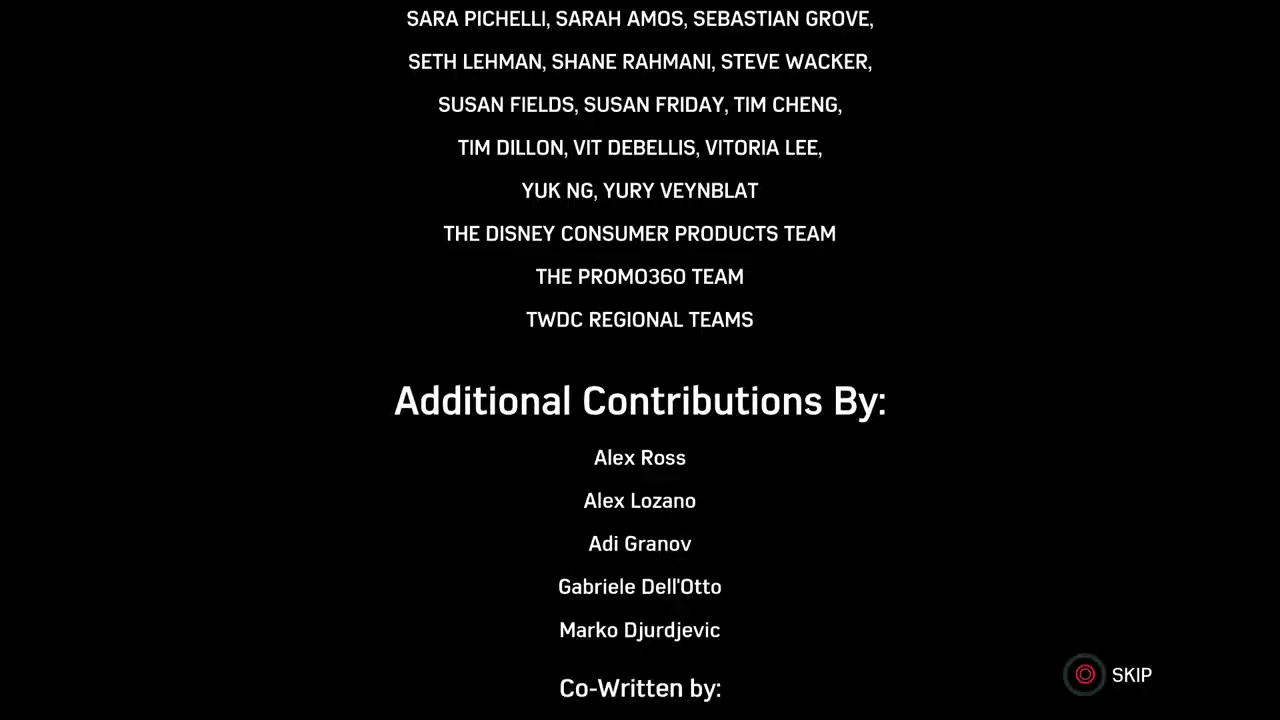 SARA PICHELLI, SARAH AMOS, SEBASTIAN GROVE,
SETH LEHMAN, SHANE RAHMANI, STEVE WACKER,
SUSAN FIELDS, SUSAN FRIDAY, TIM CHENG,
TIM DILLON, VIT DEBELLIS, VITORIA LEE,
YUK NG, YURY VEYNBLAT
THE DISNEY CONSUMER PRODUCTS TEAM
THE PROMO360 TEAM
TWDC REGIONAL TEAMS
Additional Contributions By:
Alex Ross
Alex Lozano
Adi Granov
Gabriele Dell'Otto
Marko Djurdjevic
SKIP
Co-Written by: